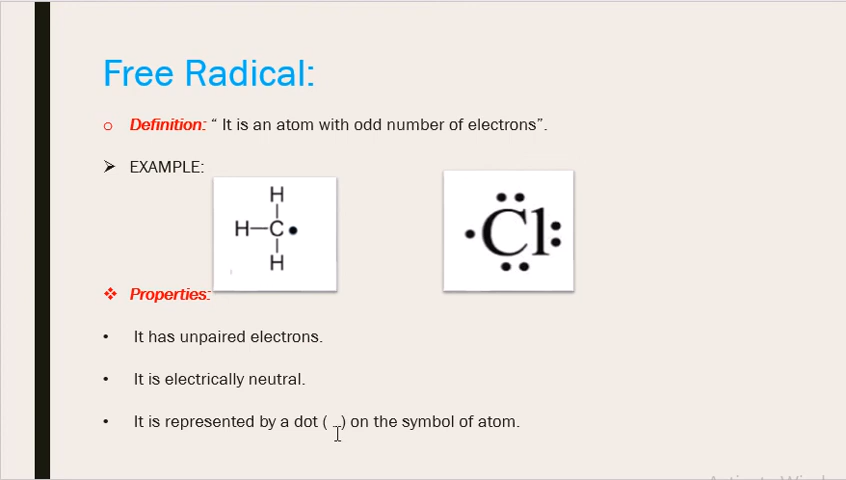 Free Radical:
o Definition: “ It is an atom with odd number of electrons”.
➤ EXAMPLE:
H
H–C•
H
Cl
❖ Properties:
• It has unpaired electrons.
• It is electrically neutral.
• It is represented by a dot ( _) on the symbol of atom.